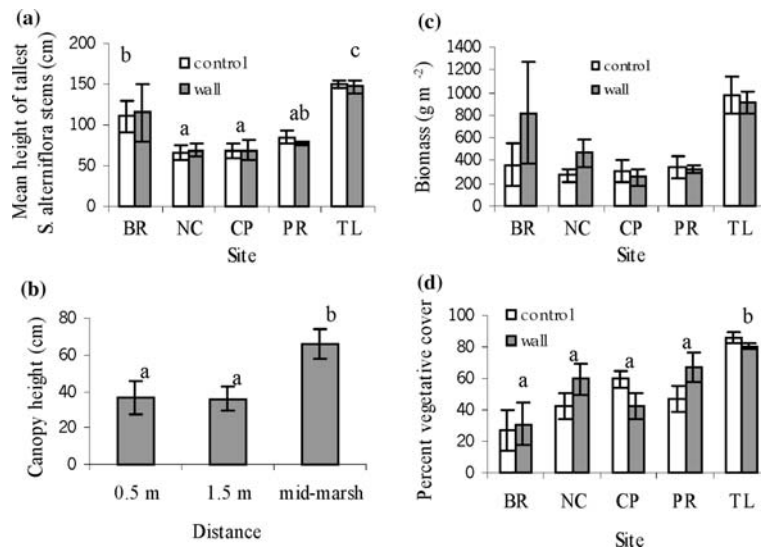 (a)
Mean height of tallest
S. alterniflora stems (cm)
200
150
100
50
0
control
wall
b
a
a
ab
c
BR NC CP PR TL
Site
(b)
Canopy height (cm)
80
60
40
20
0
a
a
b
0.5 m 1.5 m mid-marsh
Distance
(c)
Biomass (g m -2)
1400
1200
1000
800
600
400
200
0
control
wall
BR NC CP PR TL
Site
(d)
Percent vegetative cover
100
80
60
40
20
0
control
wall
a
a
a
a
b
BR NC CP PR TL
Site